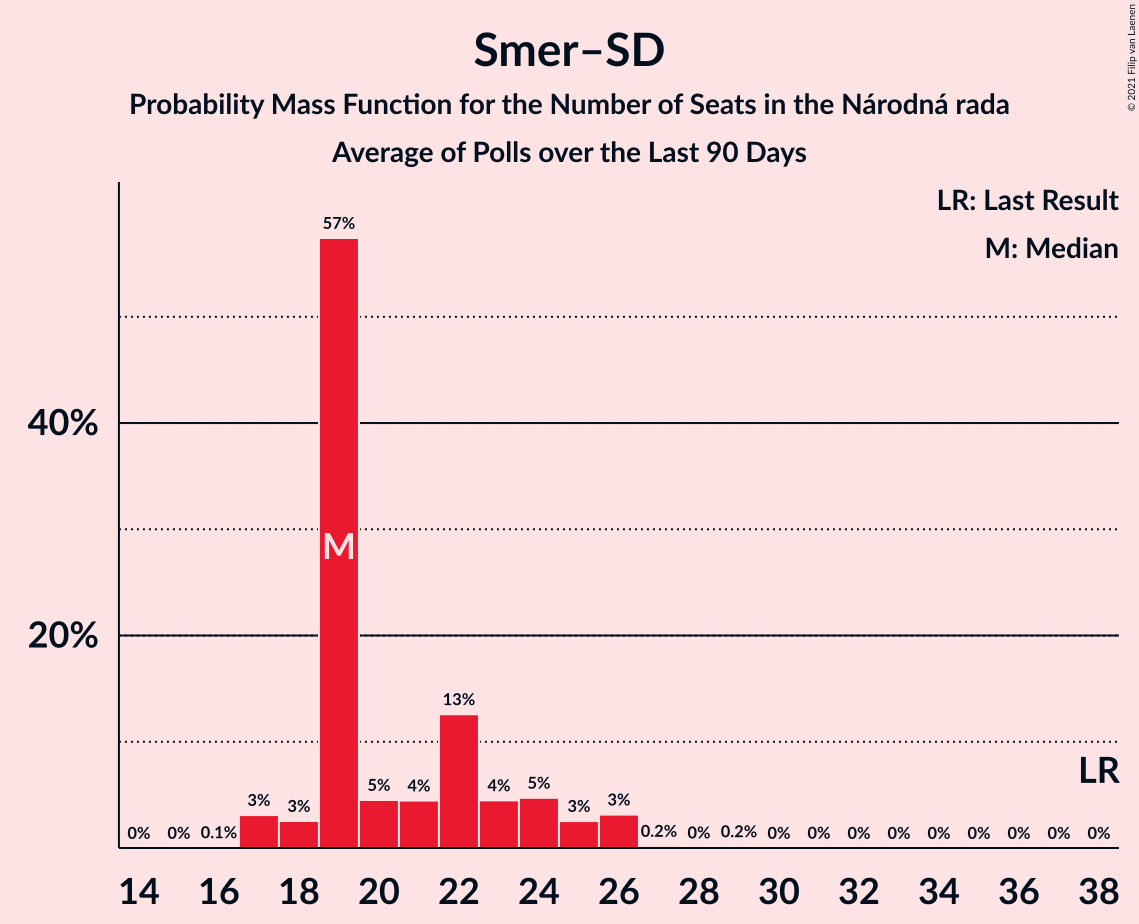 Smer–SD
Probability Mass Function for the Number of Seats in the Národná rada
Average of Polls over the Last 90 Days
© 2021 Filip van Laenen
LR: Last Result
M: Median
57%
40%
M
20%
13%
LR
0% 0% 0.1% 3% 3% 5% 4% 4% 5% 3% 3% 0.2% 0% 0.2% 0% 0% 0% 0% 0% 0% 0% 0% 0%
14 16 18 20 22 24 26 28 30 32 34 36 38